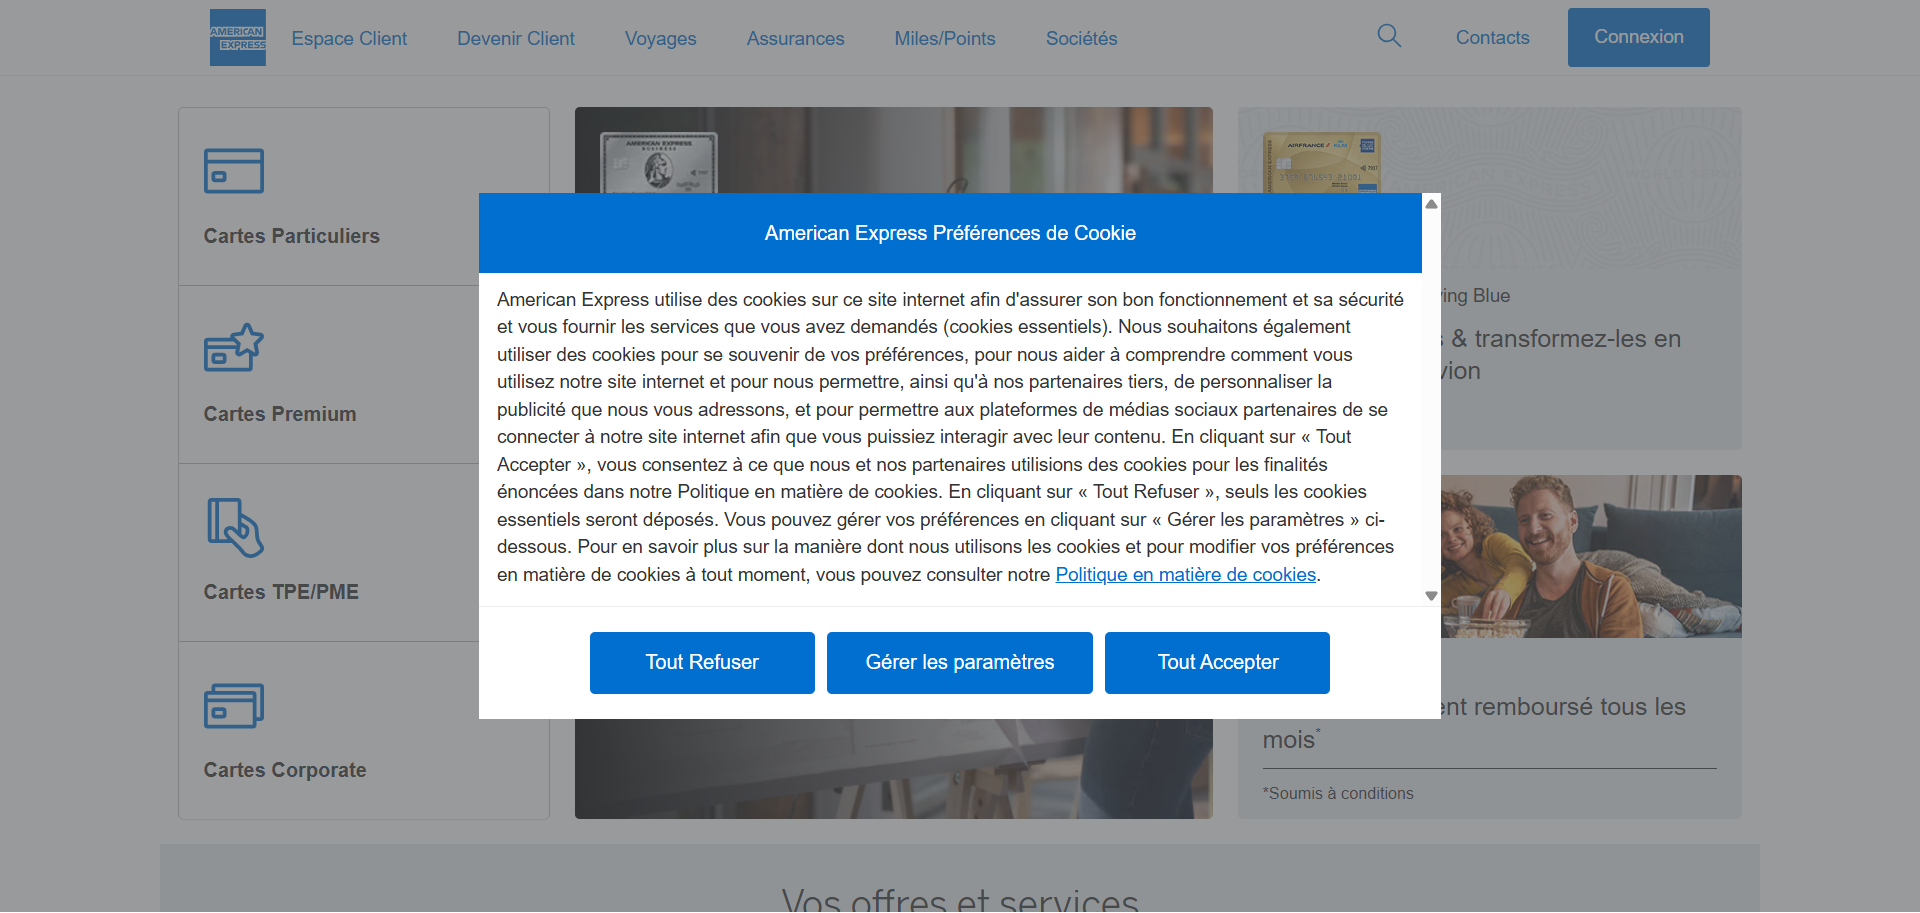 AMERICAN
EXPRESS
Espace Client
Devenir Client
Voyages
Assurances
Miles/Points
Sociétés
Contacts
Connexion
Cartes Particuliers
Cartes Premium
Cartes TPE/PME
Cartes Corporate
AMERICAN EXPRESS
BUSINESS
American Express Préférences de Cookie
American Express utilise des cookies sur ce site internet afin d'assurer son bon fonctionnement et sa sécurité
et vous fournir les services que vous avez demandés (cookies essentiels). Nous souhaitons également
utiliser des cookies pour se souvenir de vos préférences, pour nous aider à comprendre comment vous
utilisez notre site internet et pour nous permettre, ainsi qu'à nos partenaires tiers, de personnaliser la
publicité que nous vous adressons, et pour permettre aux plateformes de médias sociaux partenaires de se
connecter à notre site internet afin que vous puissiez interagir avec leur contenu. En cliquant sur « Tout
Accepter », vous consentez à ce que nous et nos partenaires utilisions des cookies pour les finalités
énoncées dans notre Politique en matière de cookies. En cliquant sur « Tout Refuser », seuls les cookies
essentiels seront déposés. Vous pouvez gérer vos préférences en cliquant sur « Gérer les paramètres » ci-
dessous. Pour en savoir plus sur la manière dont nous utilisons les cookies et pour modifier vos préférences
en matière de cookies à tout moment, vous pouvez consulter notre Politique en matière de cookies.
Tout Refuser
Gérer les paramètres
Tout Accepter
AIRFRANCE KLM
ying Blue
& transformez-les en
vion
ent remboursé tous les
mois*
*Soumis à conditions
Vos offres et services